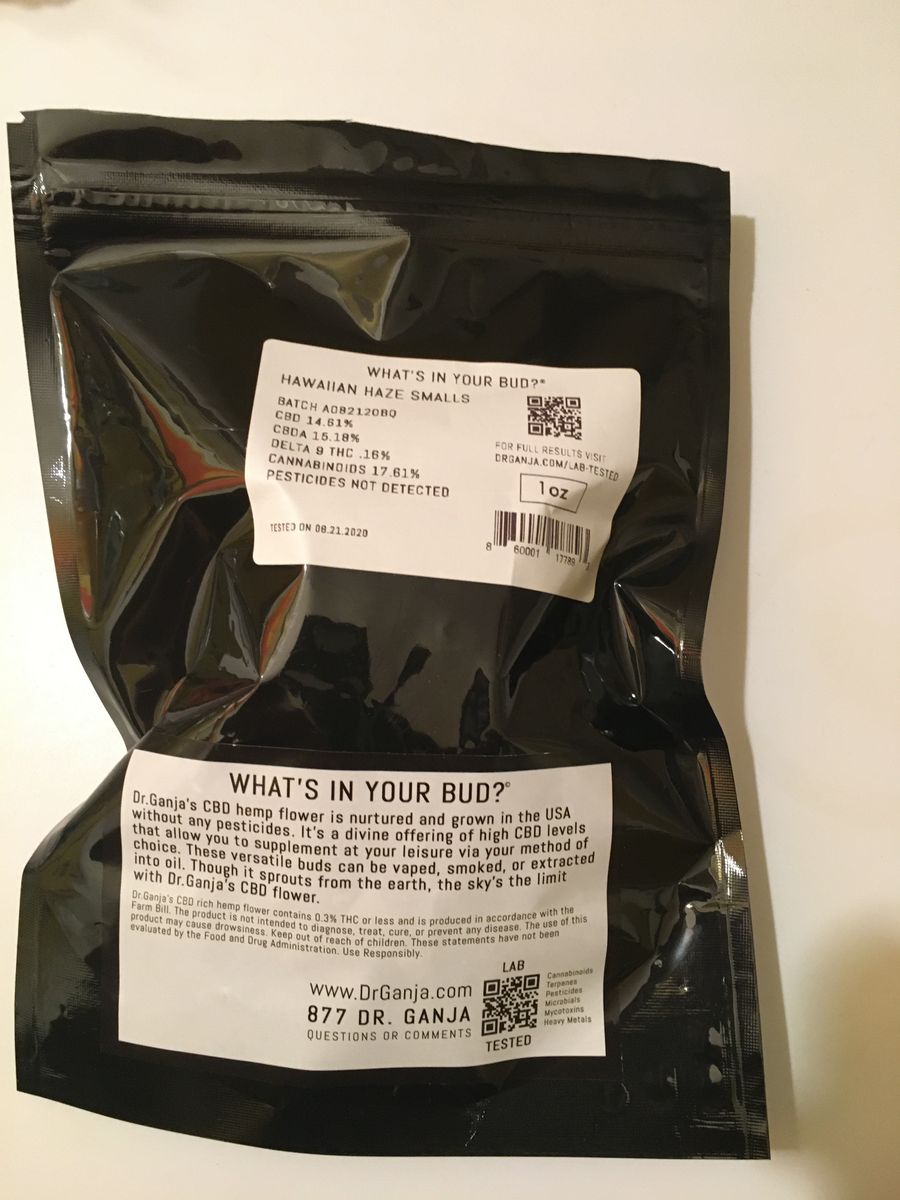 WHAT'S IN YOUR BUD?®
HAWAIIAN HAZE SMALLS
BATCH A082120BQ
CBD 14.61%
CBDA 15.18%
DELTA 9 THC .16%
CANNABINOIDS 17.61%
PESTICIDES NOT DETECTED
TESTED ON 08.21.2020
FOR FULL RESULTS VISIT
DRGANJA.COM/LAB-TESTED
1 oz
8 60001 17789
WHAT'S IN YOUR BUD?©
Dr.Ganja's CBD hemp flower is nurtured and grown in the USA
without any pesticides. It's a divine offering of high CBD levels
that allow you to supplement at your leisure via your method of
choice. These versatile buds can be vaped, smoked, or extracted
into oil. Though it sprouts from the earth, the sky's the limit
with Dr.Ganja's CBD flower.
Dr.Ganja's CBD rich hemp flower contains 0.3% THC or less and is produced in accordance with the
Farm Bill. The product is not intended to diagnose, treat, cure, or prevent any disease. The use of this
product may cause drowsiness. Keep out of reach of children. These statements have not been
evaluated by the Food and Drug Administration. Use Responsibly.
www.DrGanja.com
877 DR. GANJA
QUESTIONS OR COMMENTS
LAB
TESTED
Cannabinoids
Terpenes
Pesticides
Microbials
Mycotoxins
Heavy Metals